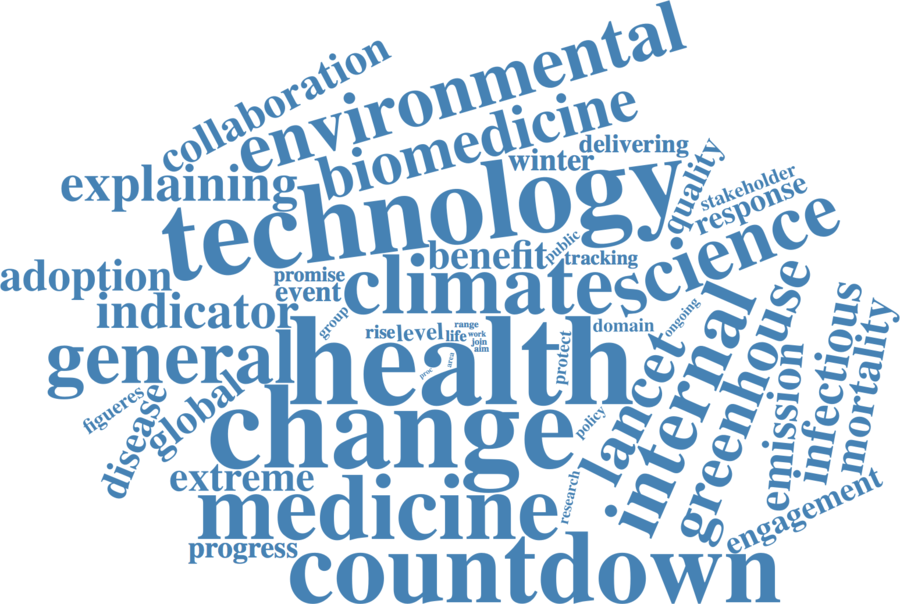 collaboration
environmental
biomedicine
explaining
technology
winter
delivering
quality
stakeholder
response
science
adoption
indicator
promise
event
benefit
public
tracking
climate
group
rise
level
life
range
work
join
aim
area
proc
domain
ongoing
protect
general
health
internal
greenhouse
lancet
infectious
mortality
emission
figueres
disease
global
change
policy
extreme
medicine
research
engagement
progress
countdown